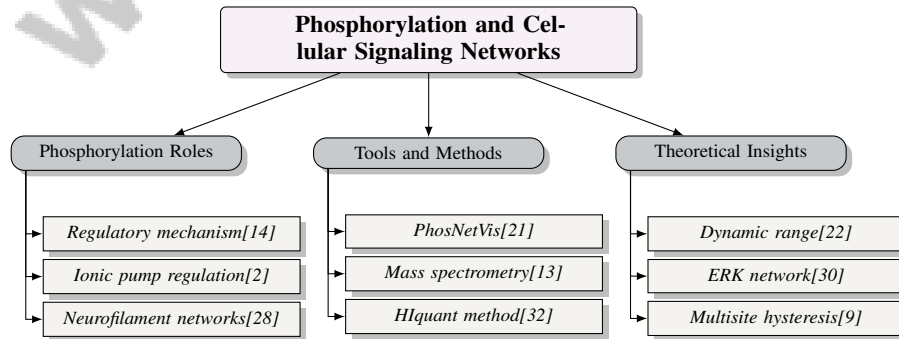 Phosphorylation and Cel-
lular Signaling Networks
Phosphorylation Roles
Regulatory mechanism[14]
Ionic pump regulation[2]
Neurofilament networks[28]
Tools and Methods
PhosNetVis[21]
Mass spectrometry[13]
HIquant method[32]
Theoretical Insights
Dynamic range[22]
ERK network[30]
Multisite hysteresis[9]